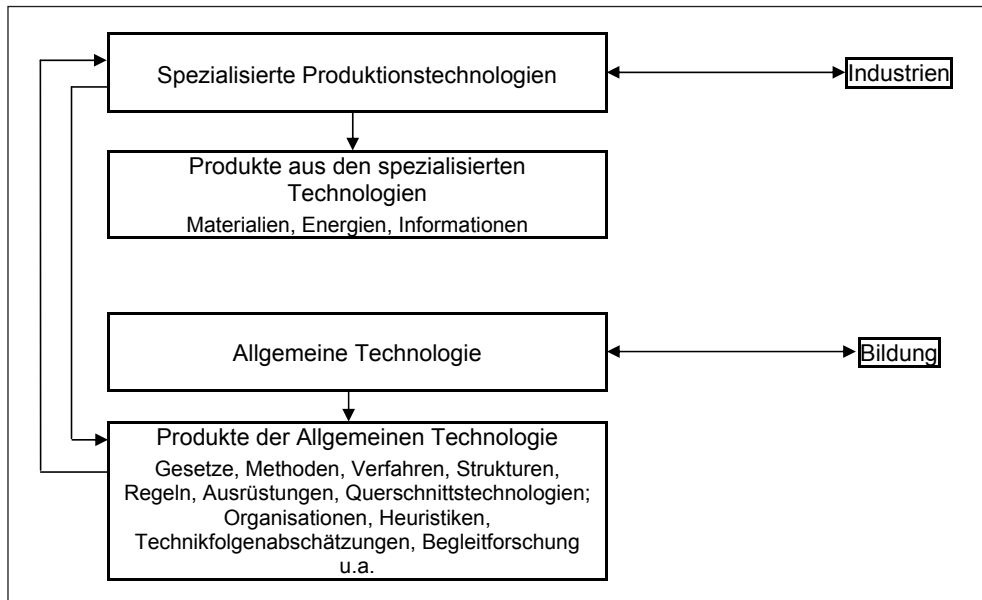 Spezialisierte Produktionstechnologien
Industrien
Produkte aus den spezialisierten
Technologien
Materialien, Energien, Informationen
Allgemeine Technologie
Bildung
Produkte der Allgemeinen Technologie
Gesetze, Methoden, Verfahren, Strukturen,
Regeln, Ausrüstungen, Querschnittstechnologien;
Organisationen, Heuristiken,
Technikfolgenabschätzungen, Begleitforschung
u.a.